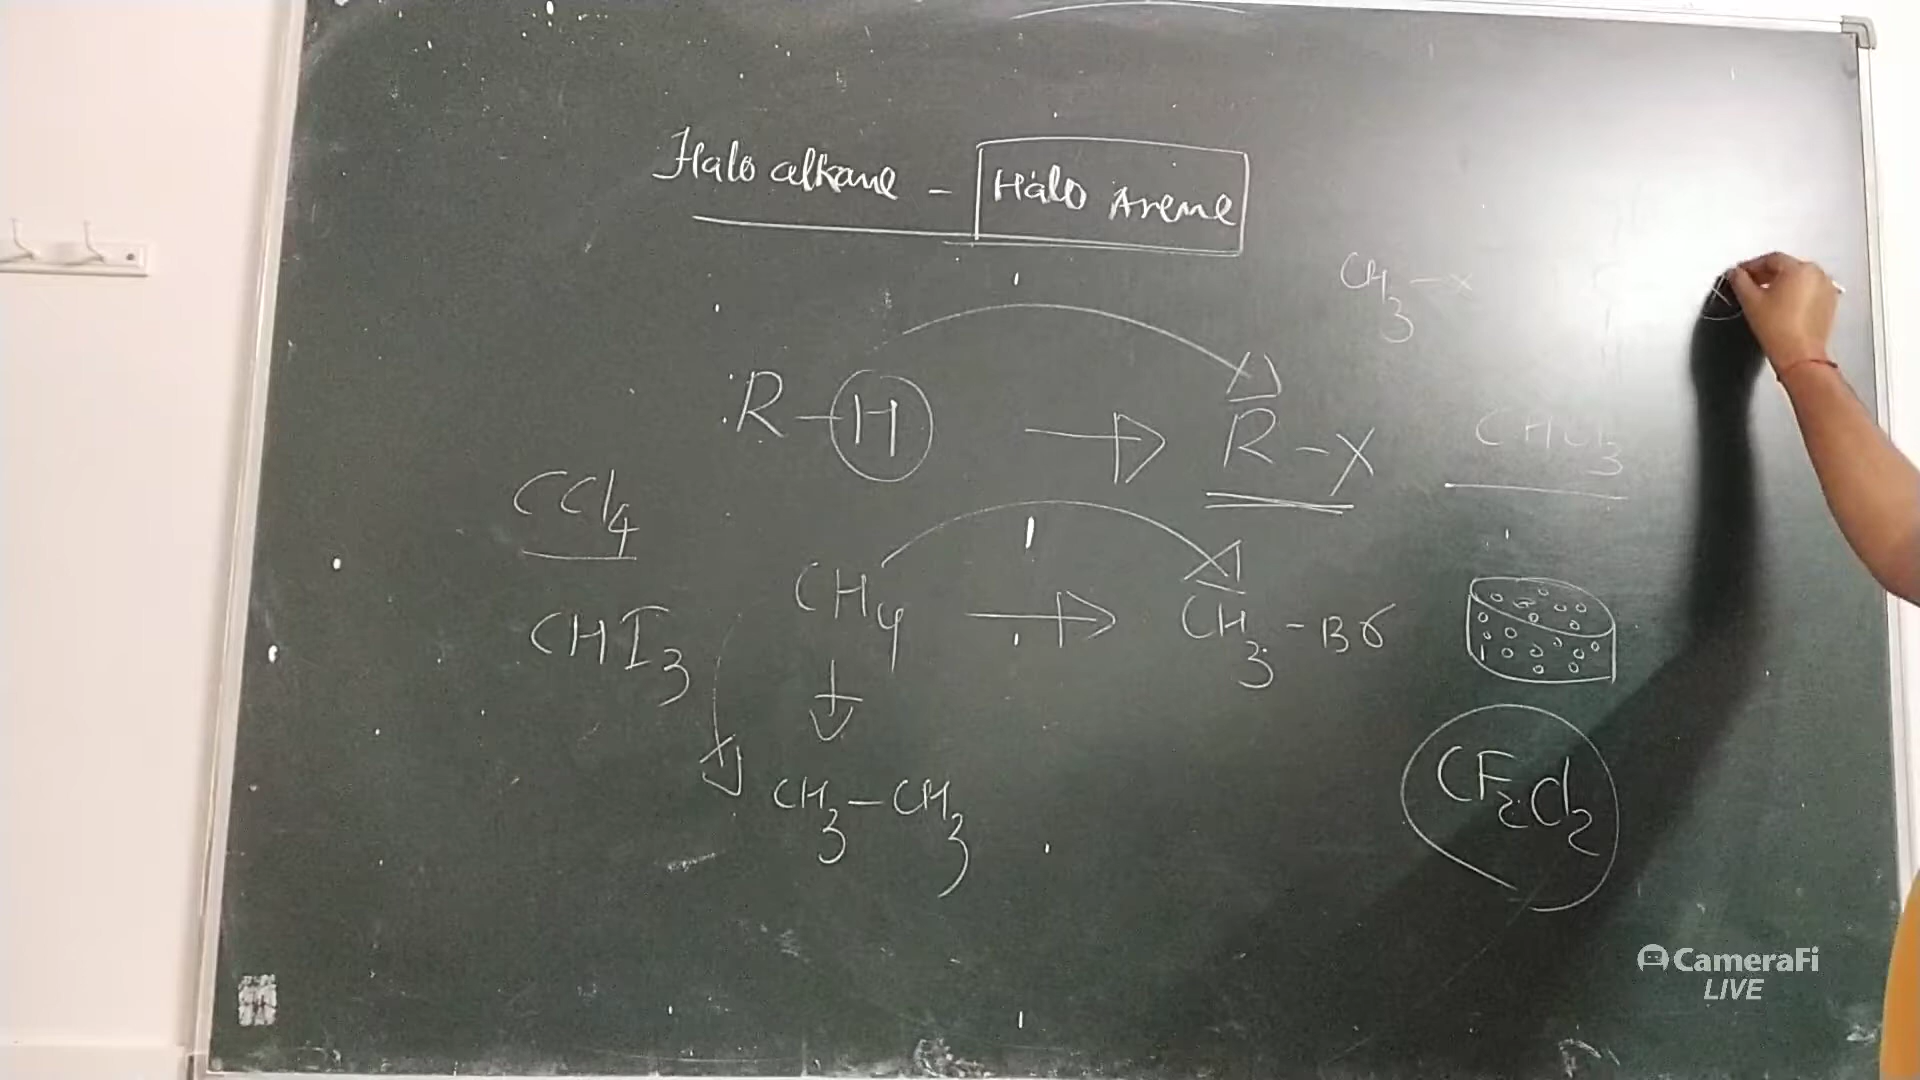 Halo alkane - Halo Arene
CH3-X
R-H
R-X
CHCl3
CCl4
CH4
CH3-Br
CHI3
CH3-CH3
CF2Cl2
CameraFi
LIVE